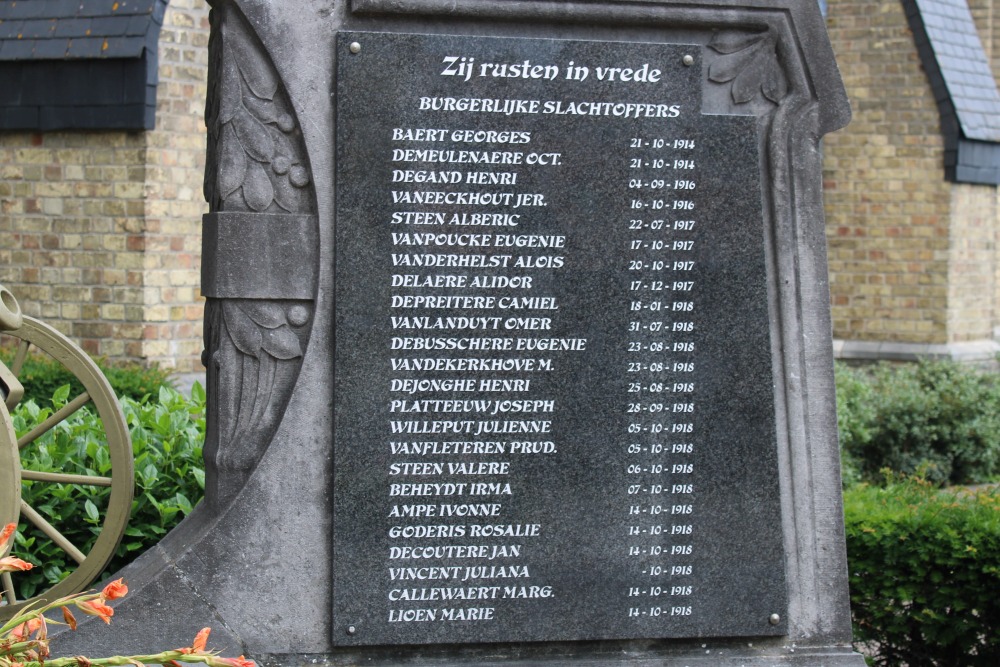 Zij rusten in vrede
BURGERLIJKE SLACHTOFFERS
BAERT GEORGES 21 - 10 - 1914
DEMEULENAERE OCT. 21 - 10 - 1914
DEGAND HENRI 04 - 09 - 1916
VANEECKHOUT JER. 16 - 10 - 1916
STEEN ALBERIC 22 - 07 - 1917
VANPOUCKE EUGENIE 17 - 10 - 1917
VANDERHELST ALOIS 20 - 10 - 1917
DELAERE ALIDOR 17 - 12 - 1917
DEPREITERE CAMIEL 18 - 01 - 1918
VANLANDUYT OMER 31 - 07 - 1918
DEBUSSCHERE EUGENIE 23 - 08 - 1918
VANDEKERKHOVE M. 23 - 08 - 1918
DEJONGHE HENRI 25 - 08 - 1918
PLATTEEUW JOSEPH 28 - 09 - 1918
WILLEPUT JULIENNE 05 - 10 - 1918
VANFLETEREN PRUD. 05 - 10 - 1918
STEEN VALERE 06 - 10 - 1918
BEHEYDT IRMA 07 - 10 - 1918
AMPE IVONNE 14 - 10 - 1918
GODERIS ROSALIE 14 - 10 - 1918
DECOUTERE JAN 14 - 10 - 1918
VINCENT JULIANA - 10 - 1918
CALLEWAERT MARG. 14 - 10 - 1918
LIOEN MARIE 14 - 10 - 1918